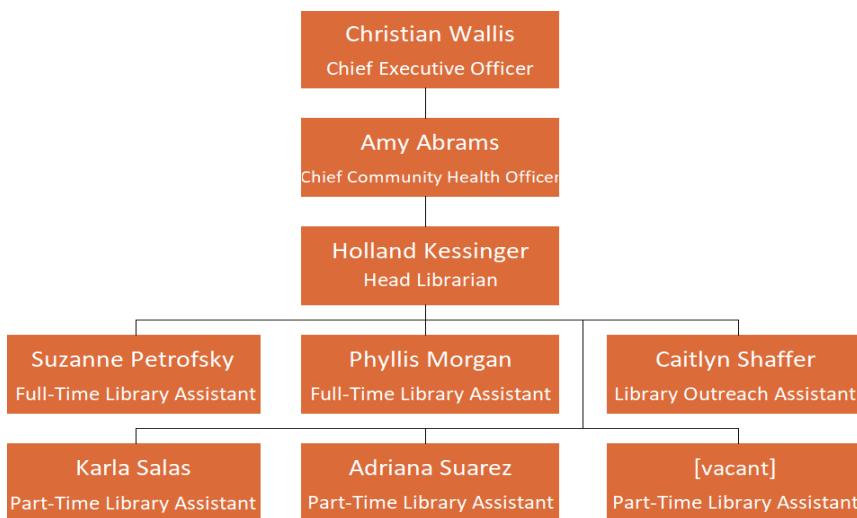 Christian Wallis
Chief Executive Officer
Amy Abrams
Chief Community Health Officer
Holland Kessinger
Head Librarian
Suzanne Petrofsky
Full-Time Library Assistant
Phyllis Morgan
Full-Time Library Assistant
Caitlyn Shaffer
Library Outreach Assistant
Karla Salas
Part-Time Library Assistant
Adriana Suarez
Part-Time Library Assistant
[vacant]
Part-Time Library Assistant